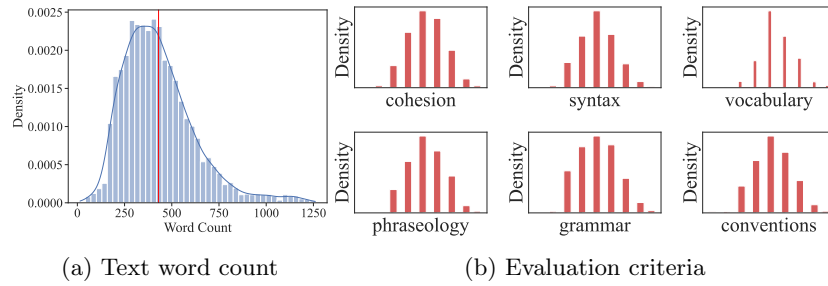 0.0025
0.0020
0.0015
0.0010
0.0005
0.0000
Density
250
500
750
1000
1250
Word Count
Density
cohesion
Density
syntax
Density
vocabulary
Density
phraseology
Density
grammar
Density
conventions
(a) Text word count
(b) Evaluation criteria